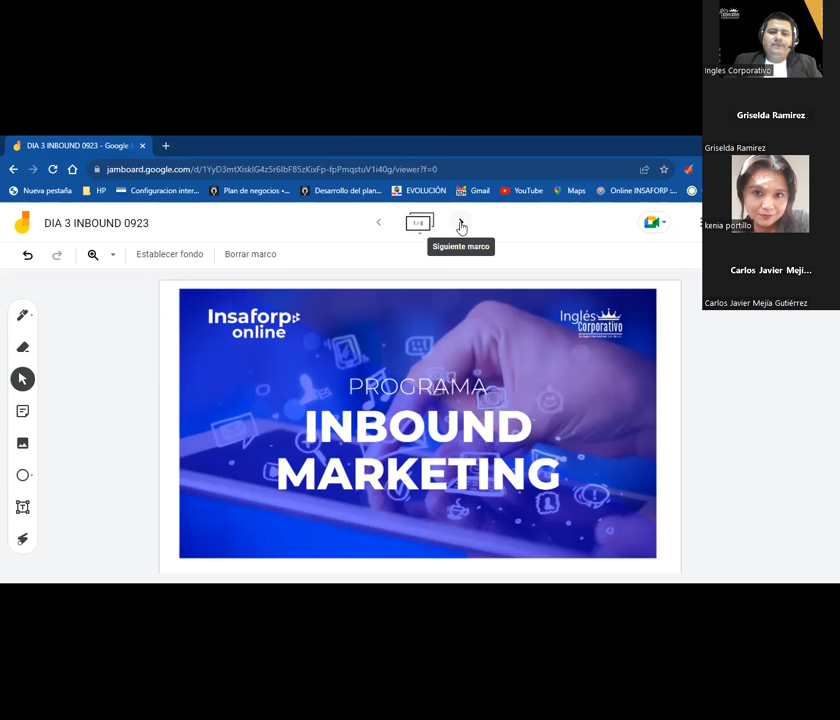 Ingles Corporativo
Griselda Ramirez
Griselda Ramirez
kenia portillo
Carlos Javier Mejí...
Carlos Javier Mejía Gutiérrez
DIA 3 INBOUND 0923 - Google
jamboard.google.com/d/1YyD3mtXiskIG4z5r6IbF85zKixFp-fpPmqstuV1i40g/viewer?f=0
Nueva pestaña
HP
Configuracion inter...
Plan de negocios •...
Desarrollo del plan...
EVOLUCIÓN
Gmail
YouTube
Maps
Online INSAFORP :...
DIA 3 INBOUND 0923
1 / 8
Siguiente marco
Establecer fondo
Borrar marco
Insaforp
online
Inglés
Corporativo
PROGRAMA
INBOUND
MARKETING